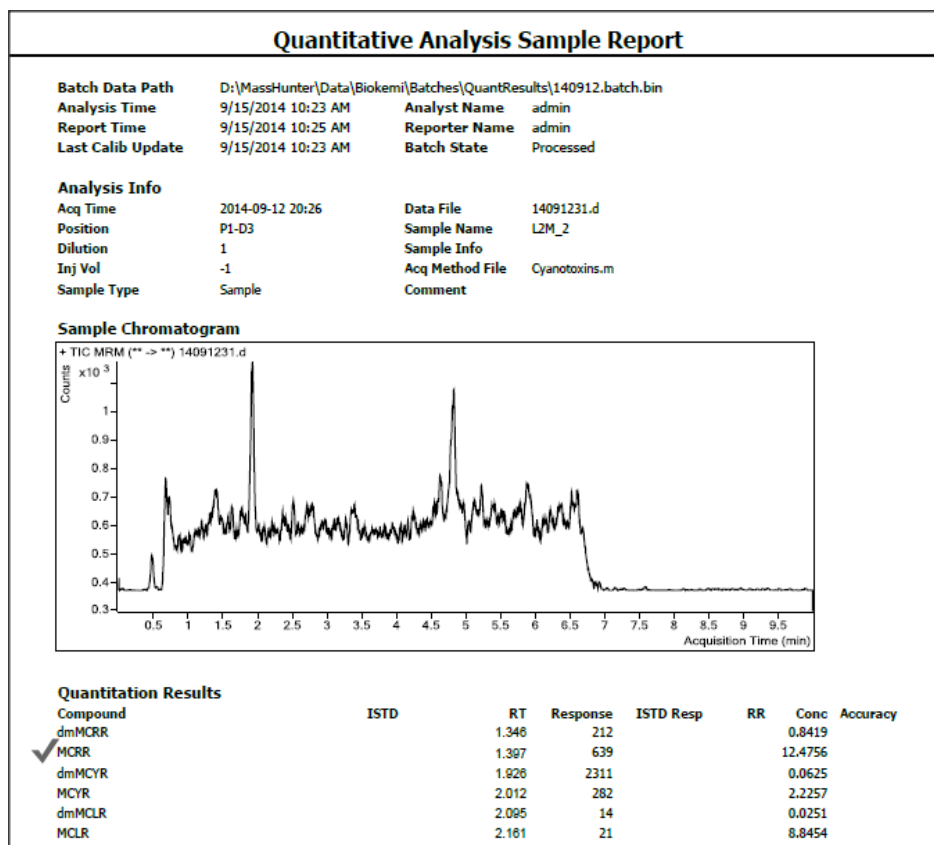 Quantitative Analysis Sample Report
Batch Data Path D:\MassHunter\Data\Biokemi\Batches\QuantResults\140912.batch.bin
Analysis Time 9/15/2014 10:23 AM Analyst Name admin
Report Time 9/15/2014 10:25 AM Reporter Name admin
Last Calib Update 9/15/2014 10:23 AM Batch State Processed
Analysis Info
Acq Time 2014-09-12 20:26 Data File 14091231.d
Position P1-D3 Sample Name L2M_2
Dilution 1 Sample Info
Inj Vol -1 Acq Method File Cyanotoxins.m
Sample Type Sample Comment
Sample Chromatogram
+ TIC MRM (** -> **) 14091231.d
Counts
x10 3
1
0.9
0.8
0.7
0.6
0.5
0.4
0.3
0.5 1 1.5 2 2.5 3 3.5 4 4.5 5 5.5 6 6.5 7 7.5 8 8.5 9 9.5
Acquisition Time (min)
Quantitation Results
Compound ISTD RT Response ISTD Resp RR Conc Accuracy
dmMCRR 1.346 212 0.8419
MCRR 1.397 639 12.4756
dmMCYR 1.926 2311 0.0625
MCYR 2.012 282 2.2257
dmMCLR 2.095 14 0.0251
MCLR 2.161 21 8.8454